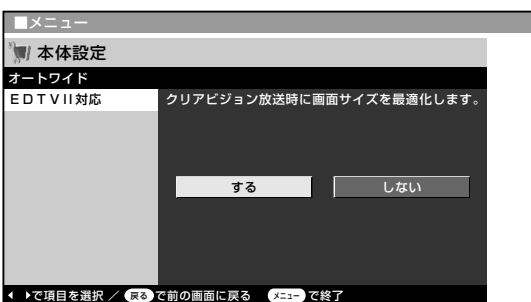 ■メニュー
本体設定
オートワイド
EDTVII対応
クリアビジョン放送時に画面サイズを最適化します。
する
しない
で項目を選択 / 戻る で前の画面に戻る メニュー で終了